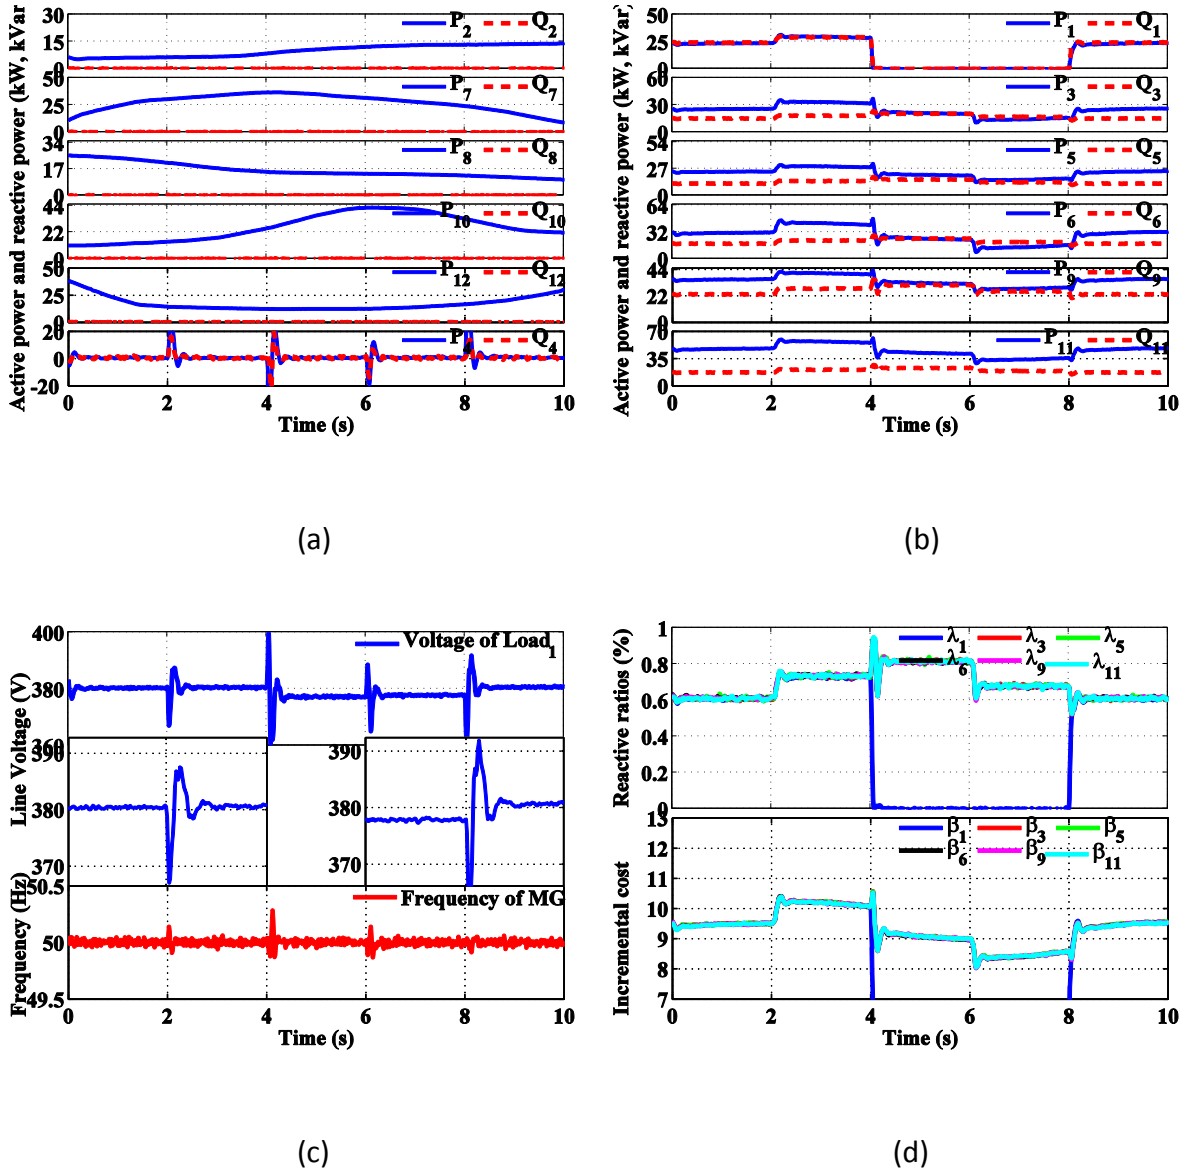 Active power and reactive power (kW, kVar)
30
15
0
P2 Q2
50
25
0
P7 Q7
34
17
0
P8 Q8
44
22
0
P10 Q10
50
25
0
P12 Q12
20
0
-20
P4 Q4
0 2 4 6 8 10
Time (s)
(a)
Active power and reactive power (kW, kVar)
50
25
0
P1 Q1
60
30
0
P3 Q3
54
27
0
P5 Q5
64
32
0
P6 Q6
44
22
0
P9 Q9
70
35
0
P11 Q11
0 2 4 6 8 10
Time (s)
(b)
Line Voltage (V)
400
380
360
Voltage of Load1
390
380
370
390
380
370
Frequency (Hz)
50.5
50
49.5
Frequency of MG
0 2 4 6 8 10
Time (s)
(c)
Reactive ratios (%)
1
0.8
0.6
0.4
0.2
0
λ1 λ3 λ5
λ6 λ9 λ11
Incremental cost
13
12
11
10
9
8
7
β1 β3 β5
β6 β9 β11
0 2 4 6 8 10
Time (s)
(d)